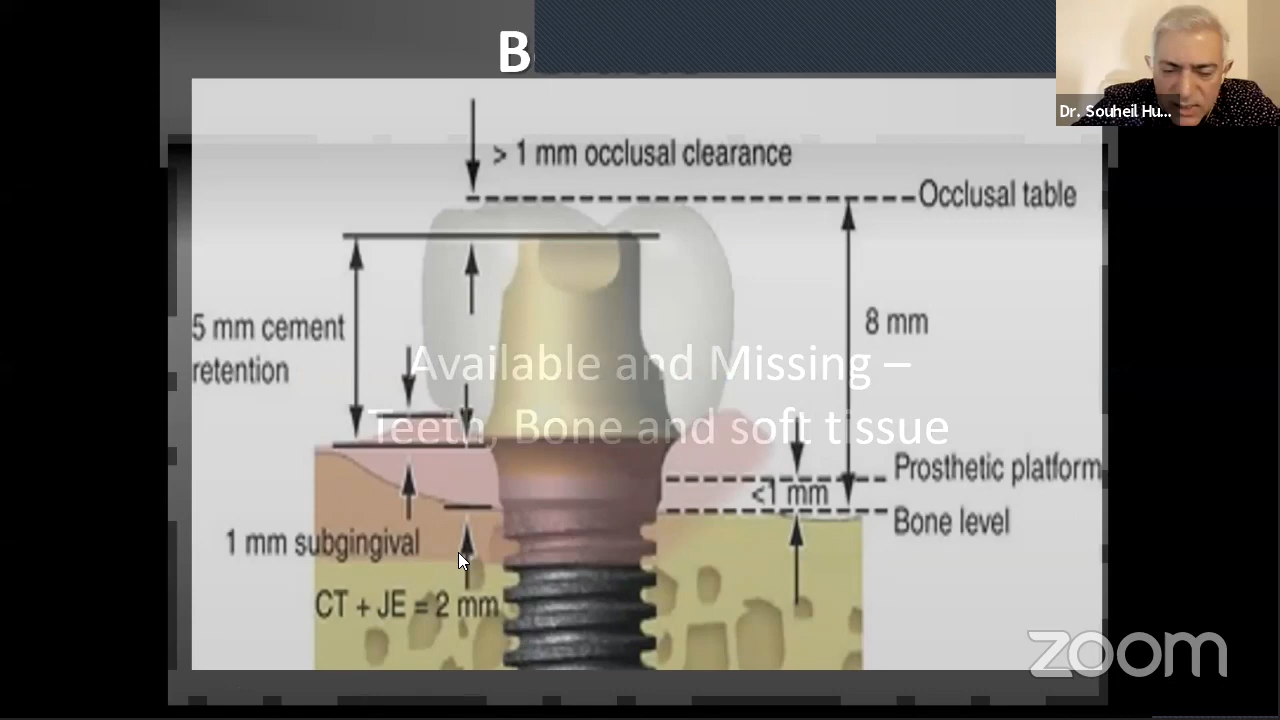 B
Dr. Souheil Hu...
> 1 mm occlusal clearance
Occlusal table
5 mm cement
retention
8 mm
Available and Missing –
Teeth, Bone and soft tissue
Prosthetic platform
<1 mm
Bone level
1 mm subgingival
CT + JE = 2 mm
zoom